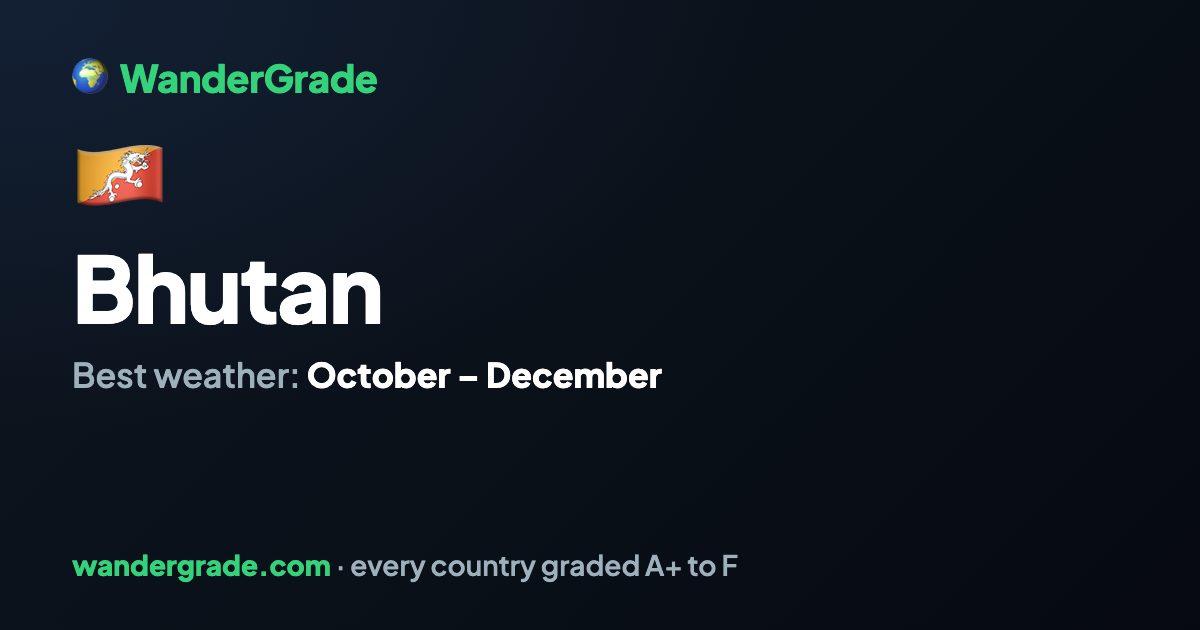 WanderGrade
Bhutan
Best weather: October – December
wandergrade.com · every country graded A+ to F